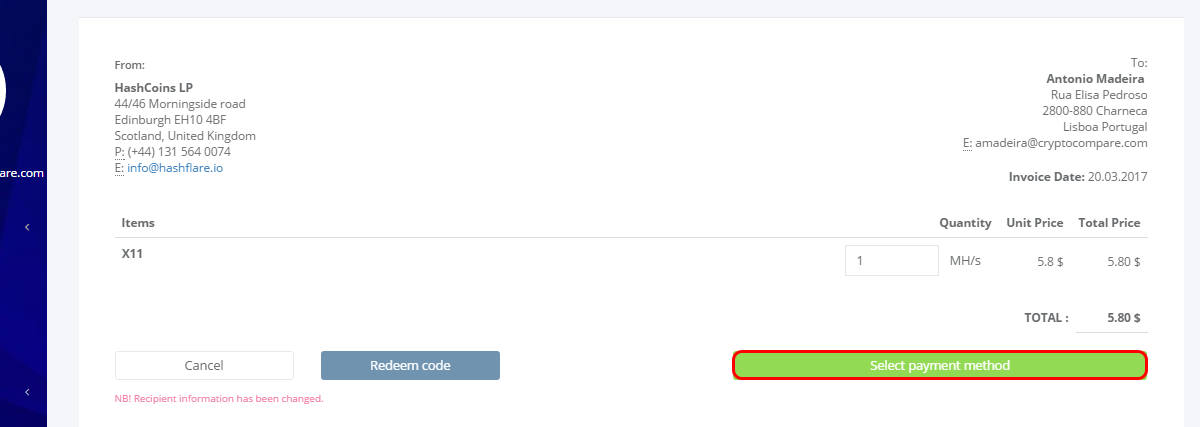 are.com
From:
HashCoins LP
44/46 Morningside road
Edinburgh EH10 4BF
Scotland, United Kingdom
P: (+44) 131 564 0074
E: info@hashflare.io
To:
Antonio Madeira
Rua Elisa Pedroso
2800-880 Charneca
Lisboa Portugal
E: amadeira@cryptocompare.com
Invoice Date: 20.03.2017
Items Quantity Unit Price Total Price
X11 1 MH/s 5.8 $ 5.80 $
TOTAL : 5.80 $
Cancel Redeem code Select payment method
NB! Recipient information has been changed.